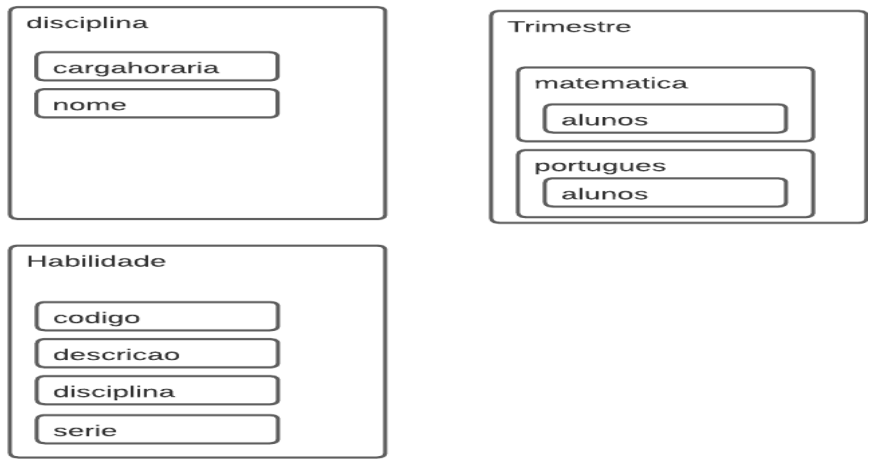 disciplina
cargahoraria
nome
Trimestre
matematica
alunos
portugues
alunos
Habilidade
codigo
descricao
disciplina
serie